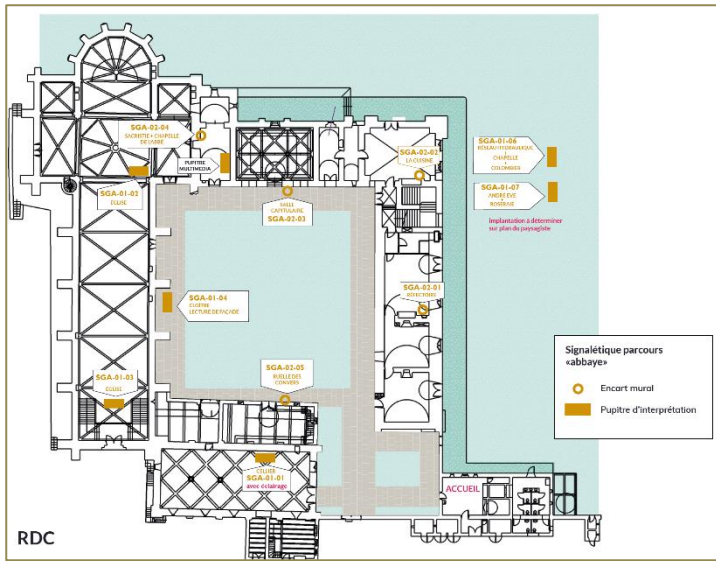 SGA-02-04
SACRISTIE + CHAPELLE
DE L'ABBÉ
PUPITRE
MULTIMEDIA
SGA-01-02
EGLISE
SALLE
CAPITULAIRE
SGA-02-03
SGA-02-02
LA CUISINE
SGA-01-06
RÉSEAU HYDRAULIQUE
+
CHAPELLE
+
COLOMBIER
SGA-01-07
ANDRÉ EVE
+
ROSERAIE
Implantation à déterminer
sur plan du paysagiste
SGA-01-04
CLOÎTRE
LECTURE DE FAÇADE
SGA-02-01
REFECTOIRE
SGA-02-05
RUELLE DES
CONVERS
SGA-01-03
EGLISE
CELLIER
SGA-01-01
avec éclairage
ACCUEIL
Signalétique parcours
«abbaye»
Encart mural
Pupitre d'interprétation
RDC